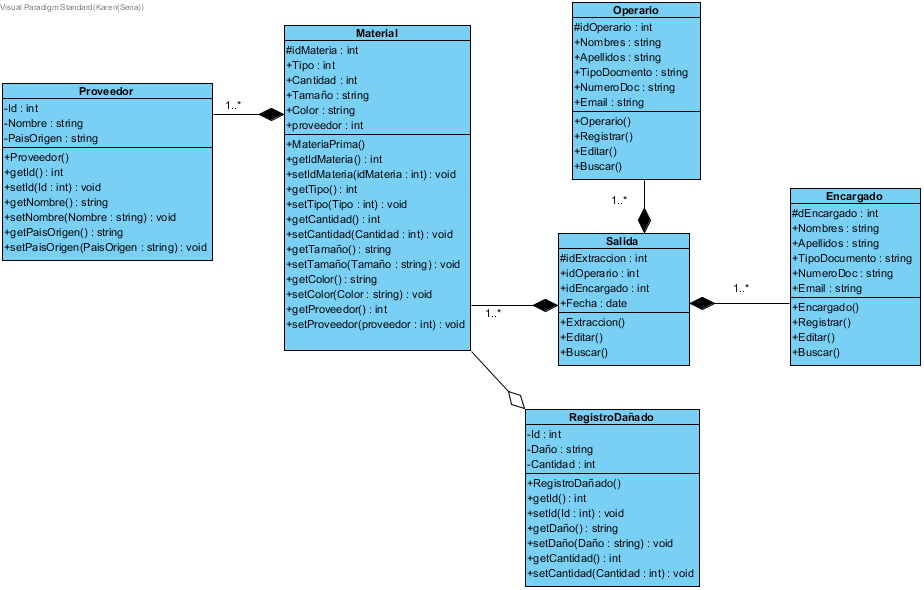 Visual Paradigm Standard(Karen(Sena))
Proveedor
-Id : int
-Nombre : string
-PaisOrigen : string
+Proveedor()
+getId() : int
+setId(Id : int) : void
+getNombre() : string
+setNombre(Nombre : string) : void
+getPaisOrigen() : string
+setPaisOrigen(PaisOrigen : string) : void
1..*
Material
#idMateria : int
+Tipo : int
+Cantidad : int
+Tamaño : string
+Color : string
+proveedor : int
+MateriaPrima()
+getIdMateria() : int
+setIdMateria(idMateria : int) : void
+getTipo() : int
+setTipo(Tipo : int) : void
+getCantidad() : int
+setCantidad(Cantidad : int) : void
+getTamaño() : string
+setTamaño(Tamaño : string) : void
+getColor() : string
+setColor(Color : string) : void
+getProveedor() : int
+setProveedor(proveedor : int) : void
1..*
Operario
#idOperario : int
+Nombres : string
+Apellidos : string
+TipoDocmento : string
+NumeroDoc : string
+Email : string
+Operario()
+Registrar()
+Editar()
+Buscar()
1..*
Salida
#idExtraccion : int
+idOperario : int
+idEncargado : int
+Fecha : date
+Extraccion()
+Editar()
+Buscar()
1..*
Encargado
#dEncargado : int
+Nombres : string
+Apellidos : string
+TipoDocumento : string
+NumeroDoc : string
+Email : string
+Encargado()
+Registrar()
+Editar()
+Buscar()
RegistroDañado
-Id : int
-Daño : string
-Cantidad : int
+RegistroDañado()
+getId() : int
+setId(Id : int) : void
+getDaño() : string
+setDaño(Daño : string) : void
+getCantidad() : int
+setCantidad(Cantidad : int) : void